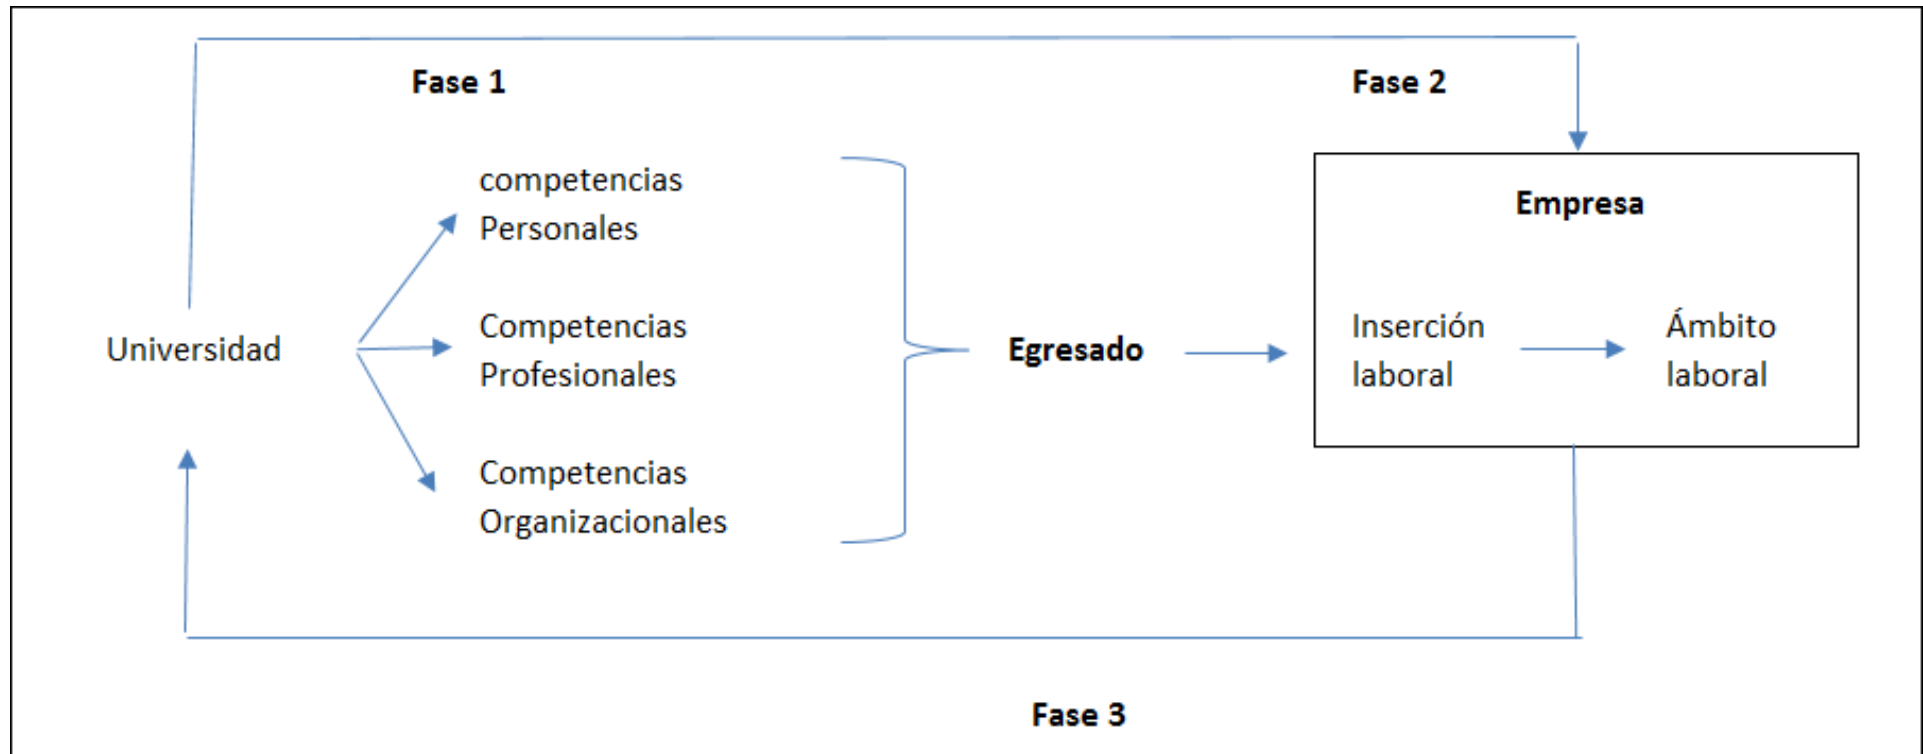 Fase 1
Fase 2
competencias
Personales
Empresa
Universidad
Competencias
Profesionales
Egresado
Inserción
laboral
Ámbito
laboral
Competencias
Organizacionales
Fase 3